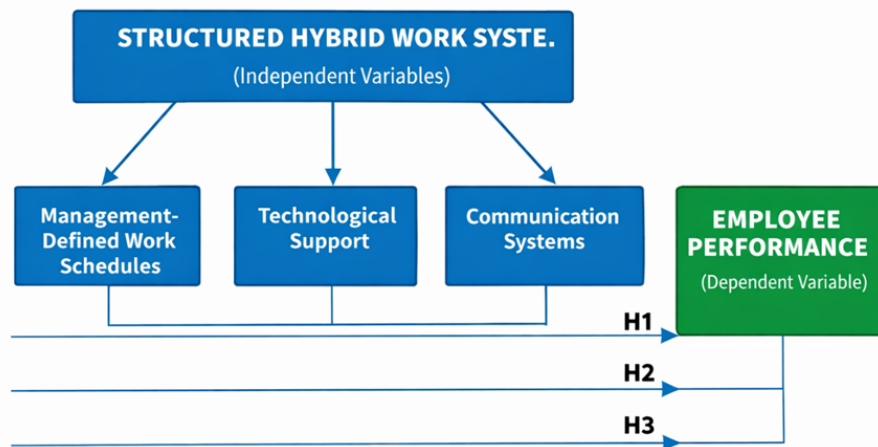 STRUCTURED HYBRID WORK SYSTE.
(Independent Variables)
Management-
Defined Work
Schedules
Technological
Support
Communication
Systems
EMPLOYEE
PERFORMANCE
(Dependent Variable)
H1
H2
H3